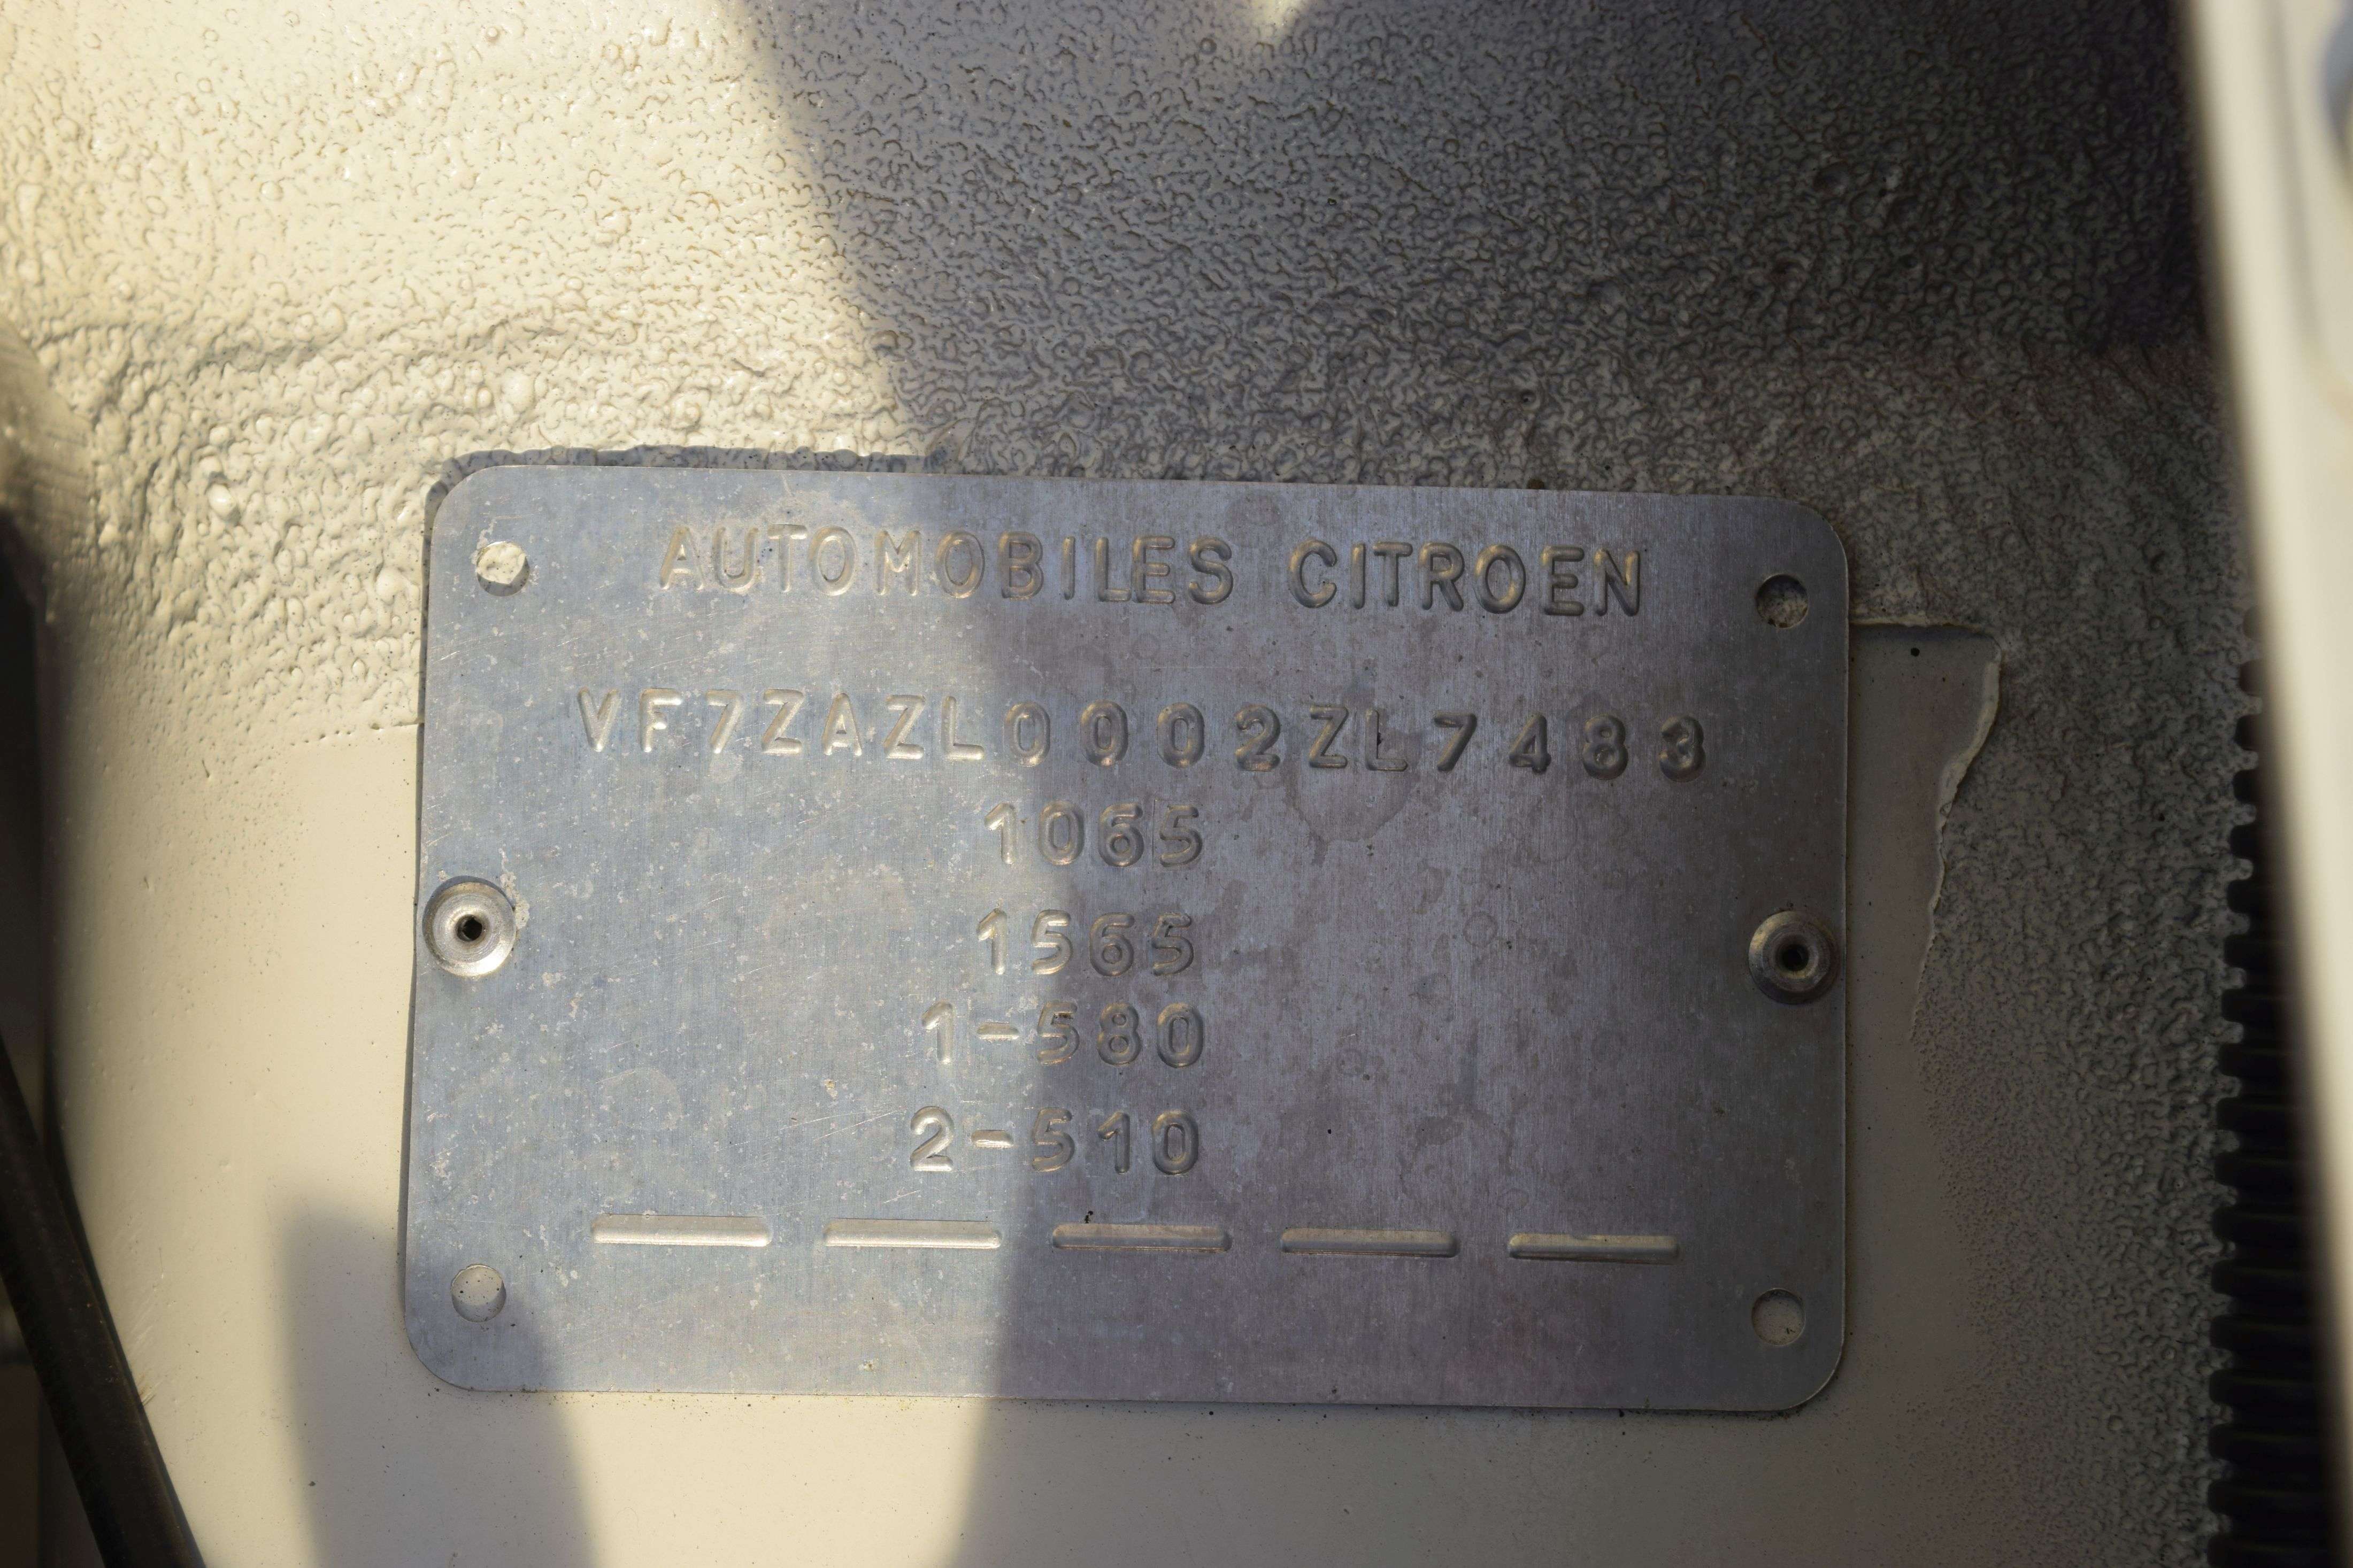 AUTOMOBILES CITROEN
VF7ZAZL0002ZL7483
1065
1565
1-580
2-510